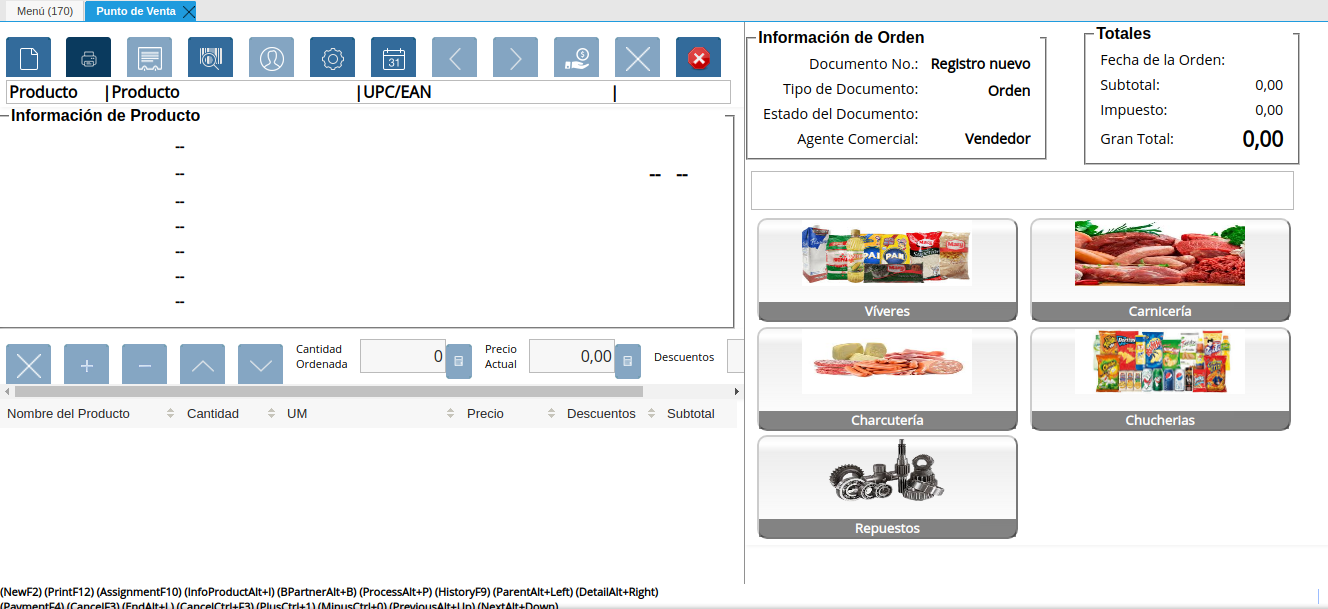 Menú (170)
Punto de Venta
31
Producto |Producto |UPC/EAN |
Información de Producto
--
-- -- --
--
--
--
--
--
Cantidad Ordenada 0
Precio Actual 0,00
Descuentos
Nombre del Producto Cantidad UM Precio Descuentos Subtotal
Información de Orden
Documento No.: Registro nuevo
Tipo de Documento: Orden
Estado del Documento:
Agente Comercial: Vendedor
Totales
Fecha de la Orden:
Subtotal: 0,00
Impuesto: 0,00
Gran Total: 0,00
PAN
Víveres
Carnicería
Charcutería
Chucherias
Repuestos
(NewF2) (PrintF12) (AssignmentF10) (InfoProductAlt+I) (BPartnerAlt+B) (ProcessAlt+P) (HistoryF9) (ParentAlt+Left) (DetailAlt+Right)
(PaymentF4) (CancelF3) (EndAlt+L) (CancelCtrl+F3) (PlusCtrl+1) (MinusCtrl+0) (PreviousAlt+Up) (NextAlt+Down)